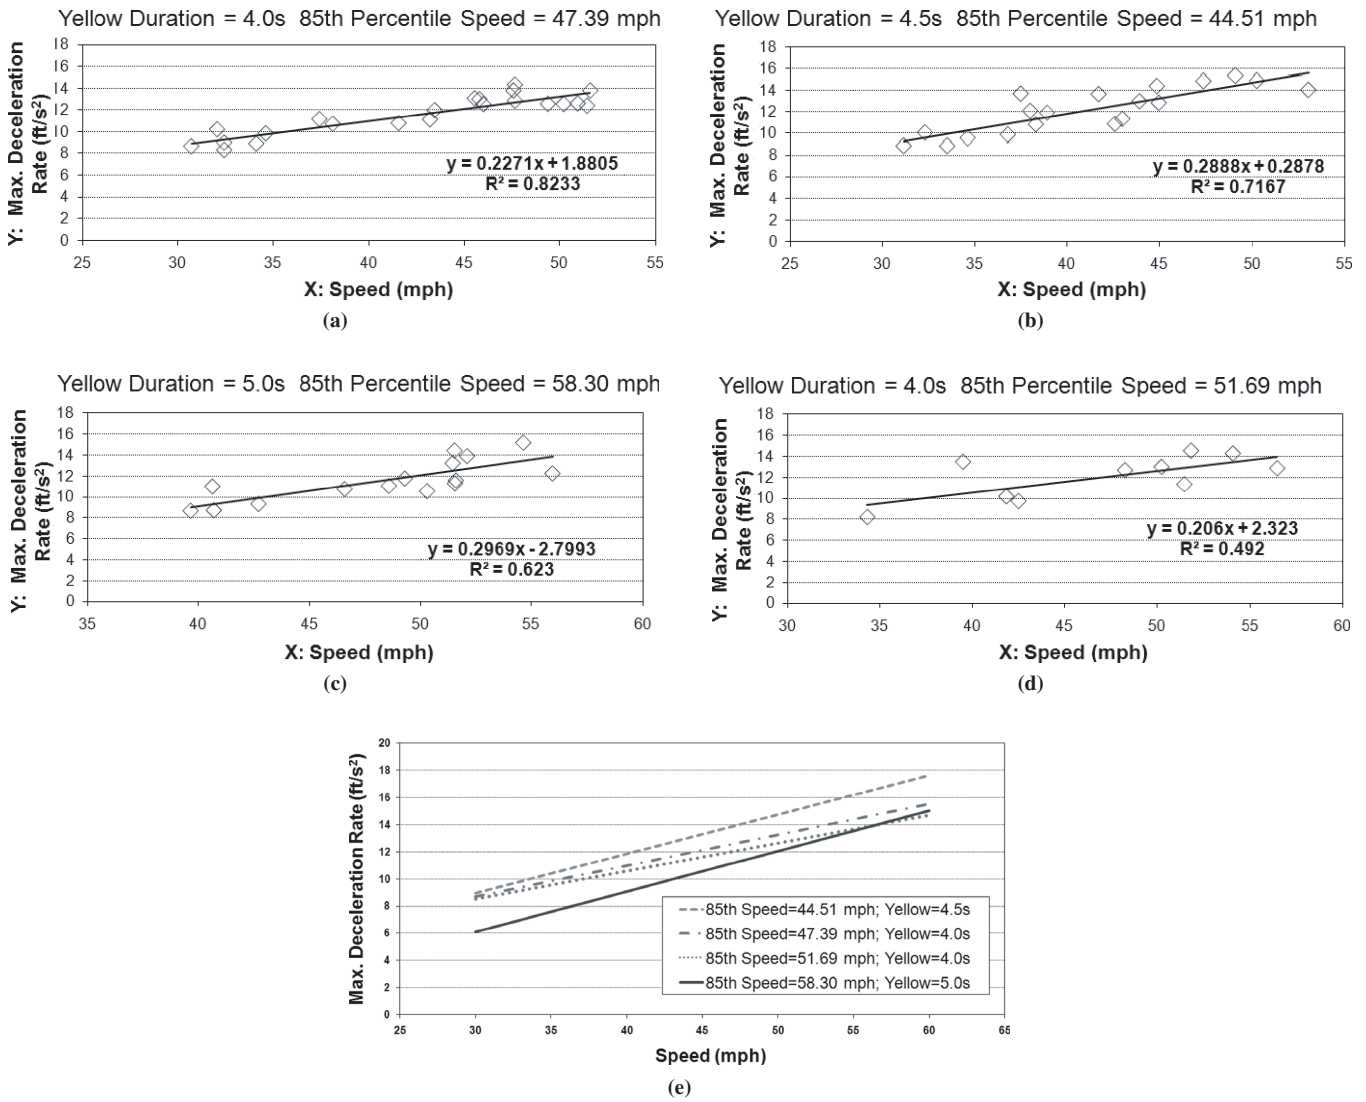 Yellow Duration = 4.0s 85th Percentile Speed = 47.39 mph
Y: Max. Deceleration
Rate (ft/s²)
18
16
14
12
10
8
6
4
2
0
y = 0.2271x + 1.8805
R² = 0.8233
25 30 35 40 45 50 55
X: Speed (mph)
(a)
Yellow Duration = 4.5s 85th Percentile Speed = 44.51 mph
Y: Max. Deceleration
Rate (ft/s²)
18
16
14
12
10
8
6
4
2
0
y = 0.2888x + 0.2878
R² = 0.7167
25 30 35 40 45 50 55
X: Speed (mph)
(b)
Yellow Duration = 5.0s 85th Percentile Speed = 58.30 mph
Y: Max. Deceleration
Rate (ft/s²)
18
16
14
12
10
8
6
4
2
0
y = 0.2969x - 2.7993
R² = 0.623
35 40 45 50 55 60
X: Speed (mph)
(c)
Yellow Duration = 4.0s 85th Percentile Speed = 51.69 mph
Y: Max. Deceleration
Rate (ft/s²)
18
16
14
12
10
8
6
4
2
0
y = 0.206x + 2.323
R² = 0.492
30 35 40 45 50 55 60
X: Speed (mph)
(d)
Max. Deceleration Rate (ft/s²)
20
18
16
14
12
10
8
6
4
2
0
85th Speed=44.51 mph; Yellow=4.5s
85th Speed=47.39 mph; Yellow=4.0s
85th Speed=51.69 mph; Yellow=4.0s
85th Speed=58.30 mph; Yellow=5.0s
25 30 35 40 45 50 55 60 65
Speed (mph)
(e)